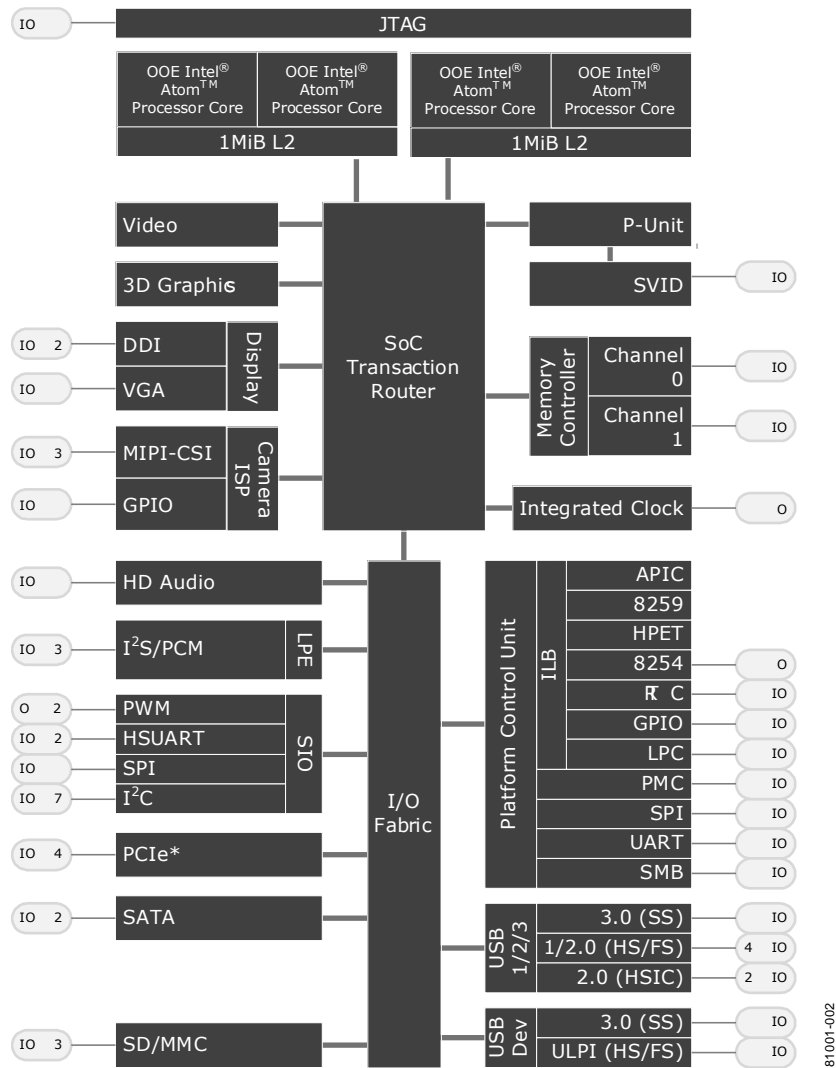 IO
JTAG
OOE Intel®
Atom™
Processor Core
OOE Intel®
Atom™
Processor Core
OOE Intel®
Atom™
Processor Core
OOE Intel®
Atom™
Processor Core
1MiB L2
1MiB L2
Video
3D Graphics
IO 2
DDI
IO
VGA
Display
IO 3
MIPI-CSI
IO
GPIO
Camera
ISP
SoC
Transaction
Router
P-Unit
SVID
IO
Memory
Controller
Channel
0
IO
Channel
1
IO
Integrated Clock
O
IO
HD Audio
IO 3
I²S/PCM
LPE
O 2
PWM
IO 2
HSUART
IO
SPI
IO 7
I²C
SIO
IO 4
PCIe*
IO 2
SATA
IO 3
SD/MMC
I/O
Fabric
Platform Control Unit
ILB
APIC
8259
HPET
8254
O
RTC
IO
GPIO
IO
LPC
IO
PMC
IO
SPI
IO
UART
IO
SMB
IO
USB
1/2/3
3.0 (SS)
IO
1/2.0 (HS/FS)
4 IO
2.0 (HSIC)
2 IO
USB
Dev
3.0 (SS)
IO
ULPI (HS/FS)
IO
81001-002